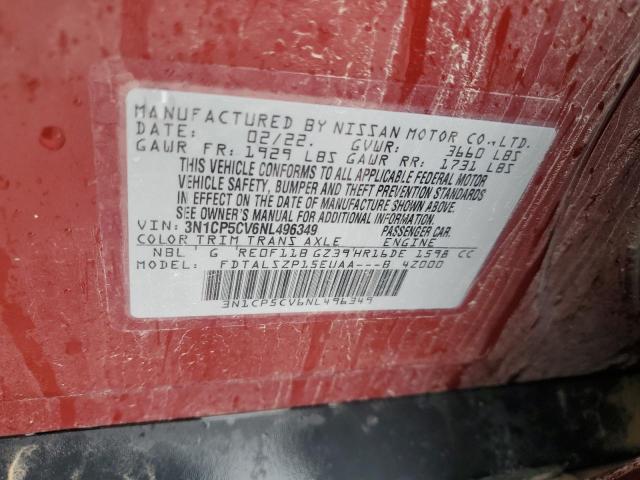 MANUFACTURED BY NISSAN MOTOR CO.,LTD.
DATE: 02/22. GVWR: 3660 LBS
GAWR FR: 1929 LBS GAWR RR: 1731 LBS
THIS VEHICLE CONFORMS TO ALL APPLICABLE FEDERAL MOTOR
VEHICLE SAFETY, BUMPER AND THEFT PREVENTION STANDARDS
IN EFFECT ON THE DATE OF MANUFACTURE SHOWN ABOVE.
SEE OWNER'S MANUAL FOR ADDITIONAL INFORMATION.
VIN: 3N1CP5CV6NL496349 PASSENGER CAR.
COLOR TRIM TRANS AXLE ENGINE
NBL G RE0F11B GZ39 HR16DE 1598 CC
MODEL FDTALSZP15EUAA---B 4Z000
3N1CP5CV6NL496349